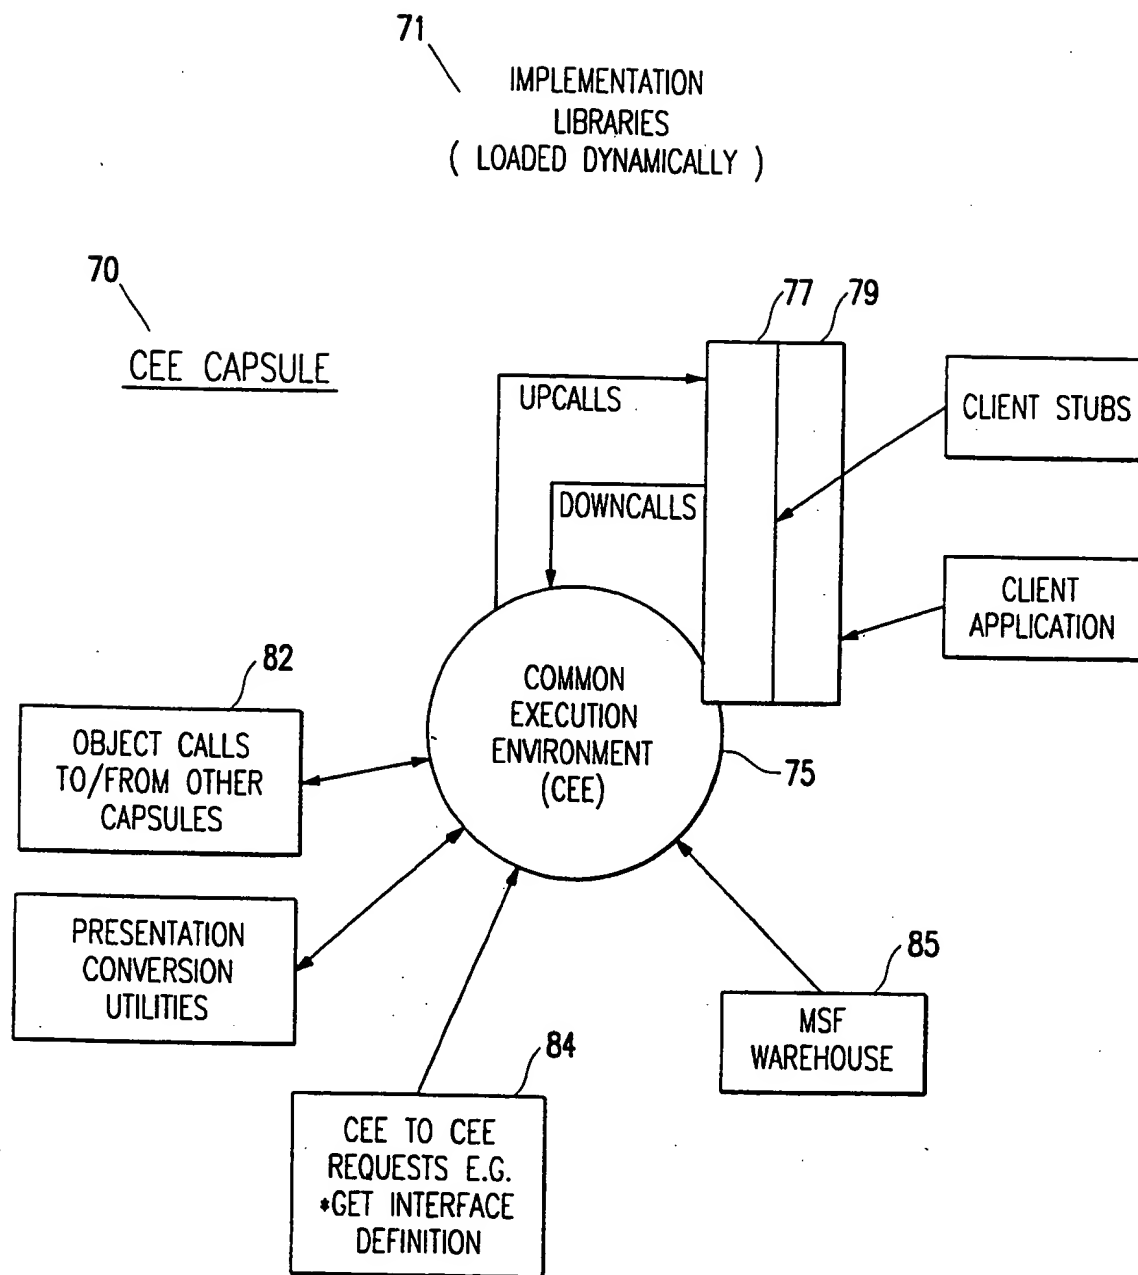 71
IMPLEMENTATION
LIBRARIES
( LOADED DYNAMICALLY )
70
CEE CAPSULE
77
79
UPCALLS
CLIENT STUBS
DOWNCALLS
CLIENT
APPLICATION
82
OBJECT CALLS
TO/FROM OTHER
CAPSULES
COMMON
EXECUTION
ENVIRONMENT
(CEE)
75
PRESENTATION
CONVERSION
UTILITIES
85
MSF
WAREHOUSE
84
CEE TO CEE
REQUESTS E.G.
*GET INTERFACE
DEFINITION